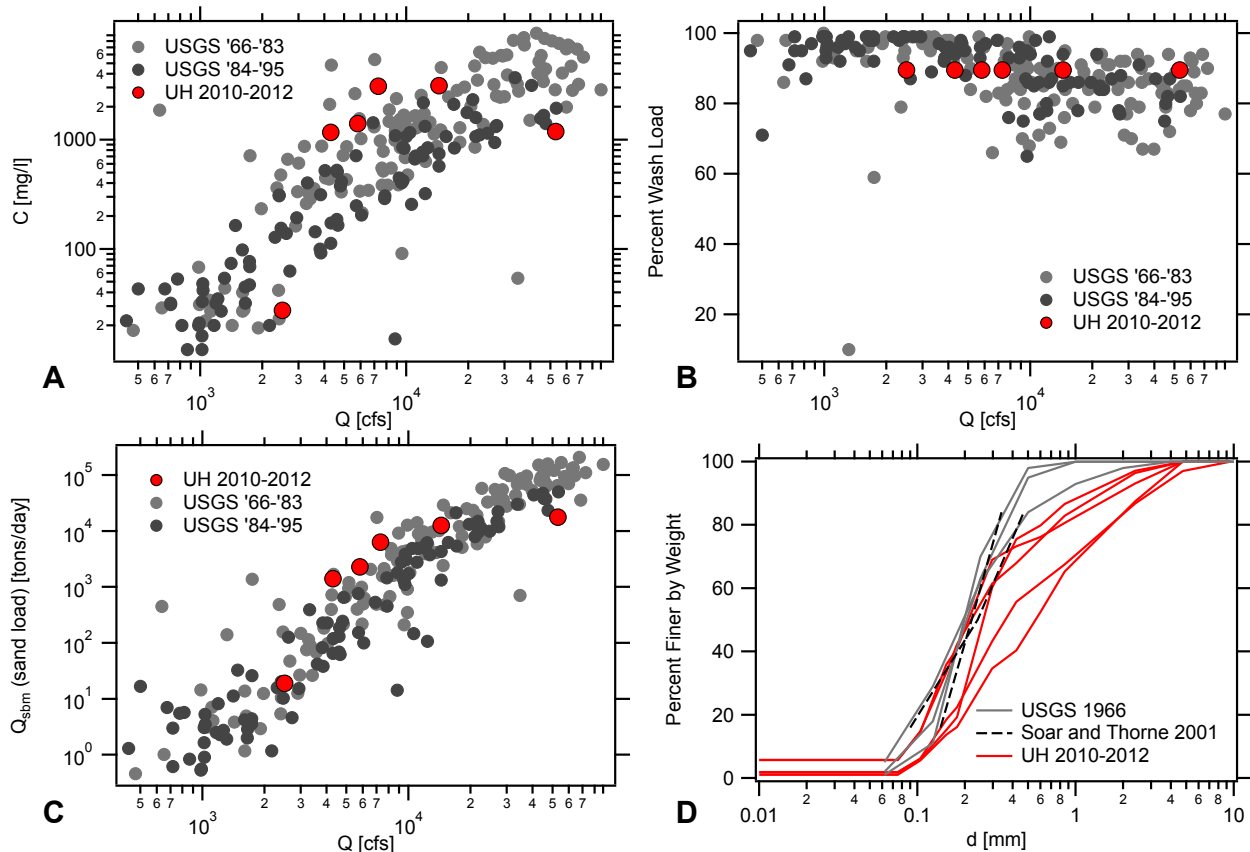 USGS '66-'83
USGS '84-'95
UH 2010-2012
C [mg/l]
8
6
4
2
1000
8
6
4
2
100
8
6
4
2
5 6 7 2 3 4 5 6 7 2 3 4 5 6 7
10³ 10⁴
Q [cfs]
A
100
80
60
40
20
Percent Wash Load
USGS '66-'83
USGS '84-'95
UH 2010-2012
5 6 7 2 3 4 5 6 7 2 3 4 5 6 7
10³ 10⁴
Q [cfs]
B
UH 2010-2012
USGS '66-'83
USGS '84-'95
Qsbm (sand load) [tons/day]
10⁵
10⁴
10³
10²
10¹
10⁰
5 6 7 2 3 4 5 6 7 2 3 4 5 6 7
10³ 10⁴
Q [cfs]
C
100
80
60
40
20
0
Percent Finer by Weight
USGS 1966
Soar and Thorne 2001
UH 2010-2012
0.01 2 4 6 8 0.1 2 4 6 8 1 2 4 6 8 10
d [mm]
D